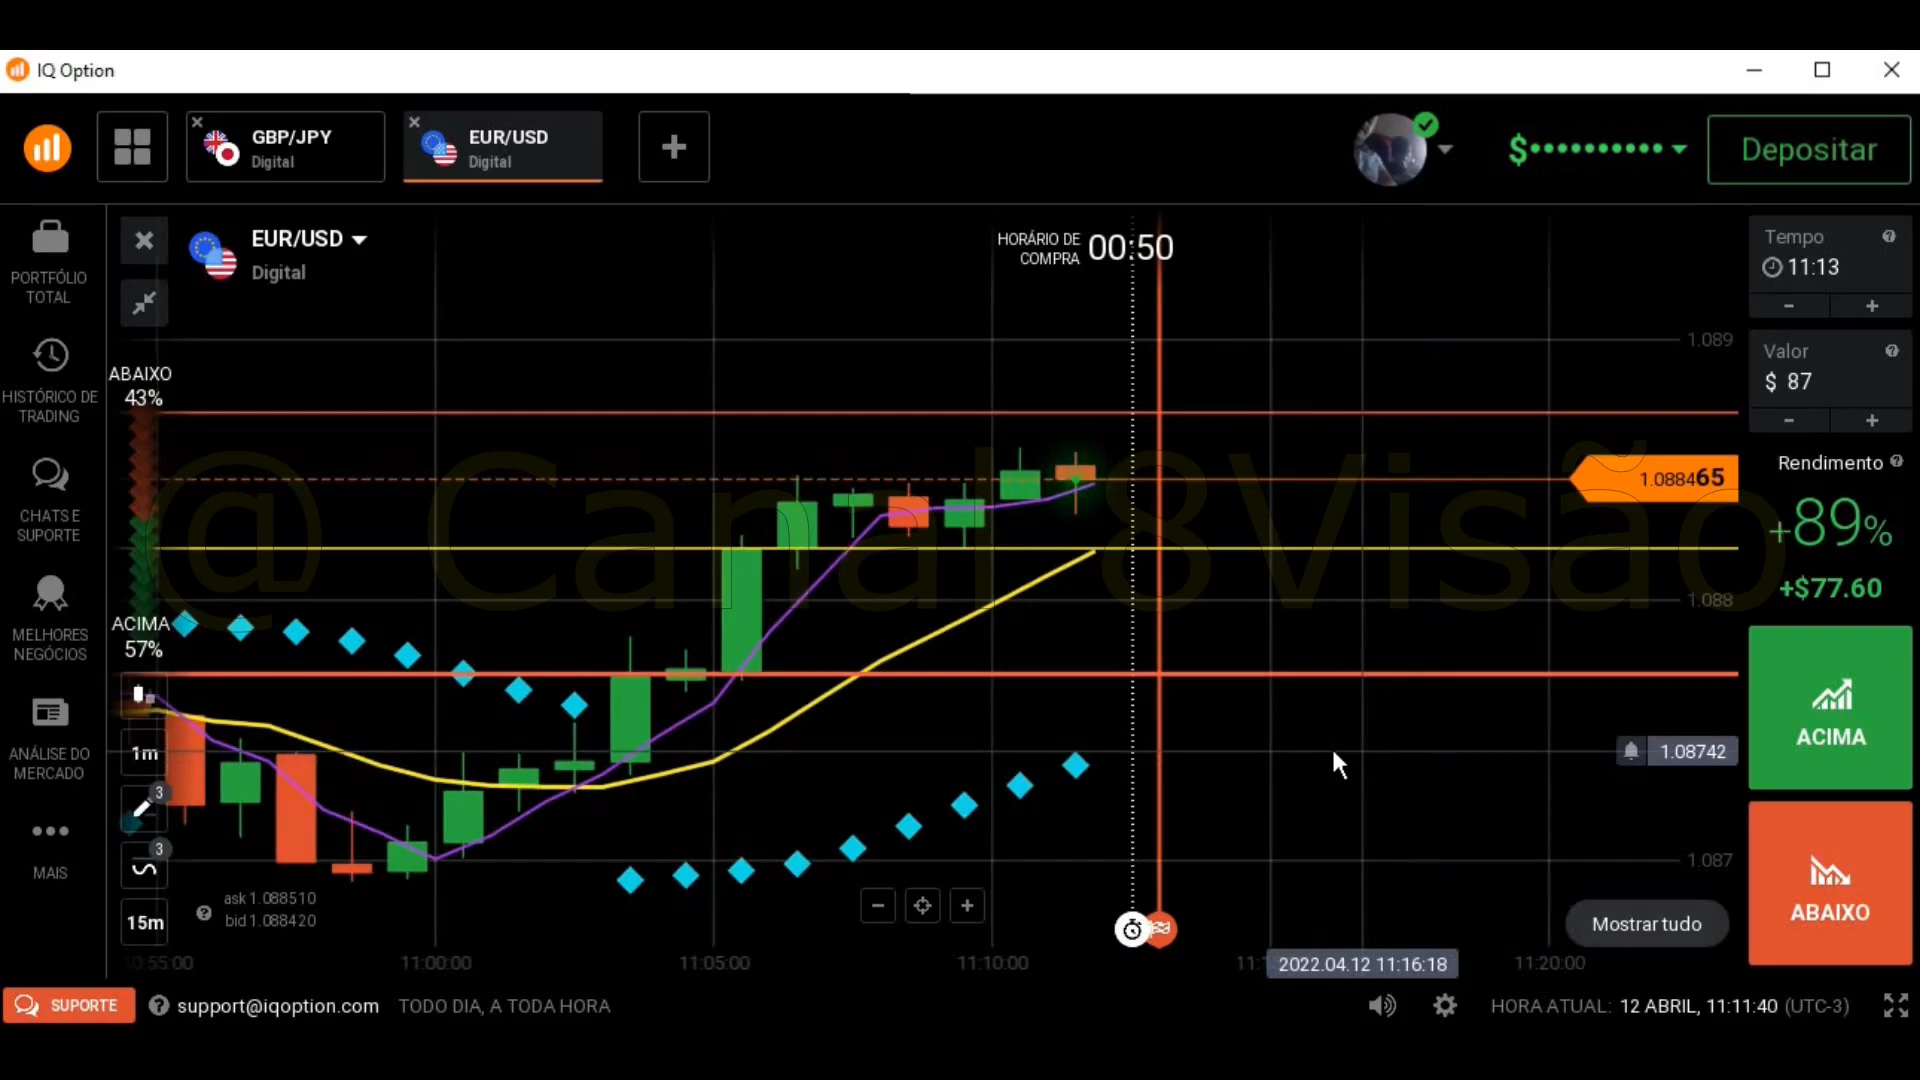 IQ Option
GBP/JPY
Digital
EUR/USD
Digital
$••••••••••
Depositar
PORTFÓLIO
TOTAL
HISTÓRICO DE
TRADING
CHATS E
SUPORTE
MELHORES
NEGÓCIOS
ANÁLISE DO
MERCADO
MAIS
EUR/USD
Digital
HORÁRIO DE
COMPRA
00:50
ABAIXO
43%
ACIMA
57%
@ Canal 8Visão
1m
3
3
15m
ask 1.088510
bid 1.088420
1.089
1.088465
1.088
1.08742
1.087
Mostrar tudo
Tempo
11:13
Valor
$ 87
Rendimento
+89%
+$77.60
ACIMA
ABAIXO
11:00:00
11:05:00
11:10:00
2022.04.12 11:16:18
11:20:00
SUPORTE
support@iqoption.com
TODO DIA, A TODA HORA
HORA ATUAL: 12 ABRIL, 11:11:40 (UTC-3)